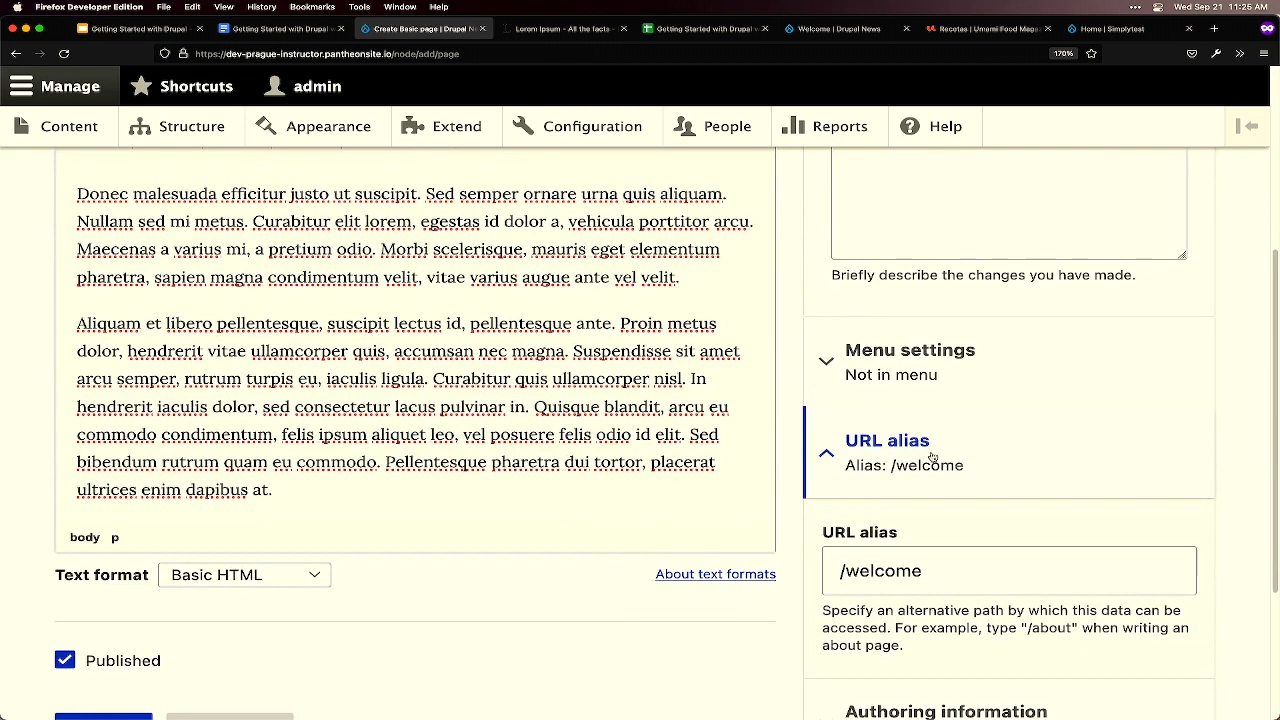 Firefox Developer Edition File Edit View History Bookmarks Tools Window Help Wed Sep 21 11:25 AM
Getting Started with Drupal Getting Started with Drupal Create Basic page | Drupal Ne Lorem Ipsum - All the facts Getting Started with Drupal w Welcome | Drupal News Recetas | Umami Food Maga Home | Simplytest
https://dev-prague-instructor.pantheonsite.io/node/add/page 170%
Manage Shortcuts admin
Content Structure Appearance Extend Configuration People Reports Help
Donec malesuada efficitur justo ut suscipit. Sed semper ornare urna quis aliquam.
Nullam sed mi metus. Curabitur elit lorem, egestas id dolor a, vehicula porttitor arcu.
Maecenas a varius mi, a pretium odio. Morbi scelerisque, mauris eget elementum
pharetra, sapien magna condimentum velit, vitae varius augue ante vel velit.
Aliquam et libero pellentesque, suscipit lectus id, pellentesque ante. Proin metus
dolor, hendrerit vitae ullamcorper quis, accumsan nec magna. Suspendisse sit amet
arcu semper, rutrum turpis eu, iaculis ligula. Curabitur quis ullamcorper nisl. In
hendrerit iaculis dolor, sed consectetur lacus pulvinar in. Quisque blandit, arcu eu
commodo condimentum, felis ipsum aliquet leo, vel posuere felis odio id elit. Sed
bibendum rutrum quam eu commodo. Pellentesque pharetra dui tortor, placerat
ultrices enim dapibus at.
body p
Text format Basic HTML About text formats
Published
Briefly describe the changes you have made.
Menu settings
Not in menu
URL alias
Alias: /welcome
URL alias
/welcome
Specify an alternative path by which this data can be
accessed. For example, type "/about" when writing an
about page.
Authoring information